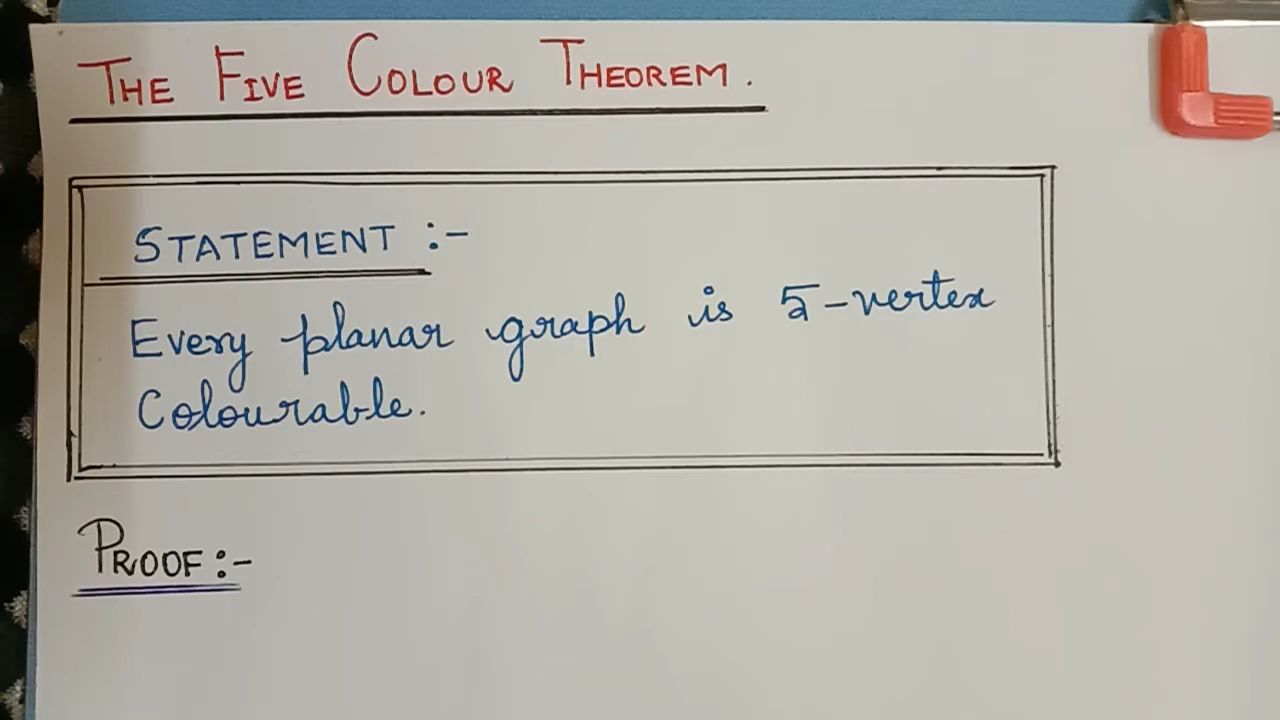 THE FIVE COLOUR THEOREM.
STATEMENT :-
Every planar graph is 5-vertex
Colourable.
PROOF :-